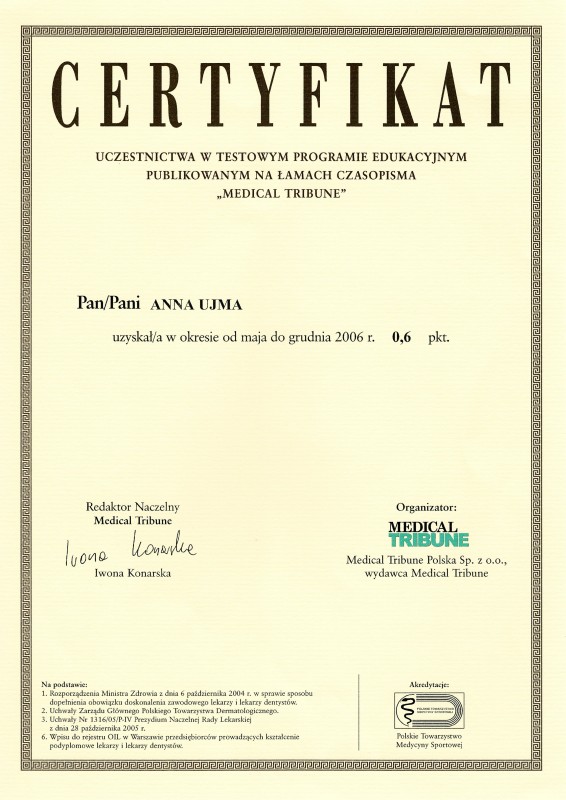 CERTYFIKAT
UCZESTNICTWA W TESTOWYM PROGRAMIE EDUKACYJNYM
PUBLIKOWANYM NA ŁAMACH CZASOPISMA
„MEDICAL TRIBUNE”
Pan/Pani ANNA UJMA
uzyskał/a w okresie od maja do grudnia 2006 r. 0,6 pkt.
Redaktor Naczelny
Medical Tribune
Iwona Konarska
Iwona Konarska
Organizator:
MEDICAL
TRIBUNE
Medical Tribune Polska Sp. z o.o.,
wydawca Medical Tribune
Na podstawie:
1. Rozporządzenia Ministra Zdrowia z dnia 6 października 2004 r. w sprawie sposobu
dopełnienia obowiązku doskonalenia zawodowego lekarzy i lekarzy dentystów.
2. Uchwały Zarządu Głównego Polskiego Towarzystwa Dermatologicznego.
3. Uchwały Nr 1316/05/P-IV Prezydium Naczelnej Rady Lekarskiej
z dnia 28 października 2005 r.
6. Wpisu do rejestru OIL w Warszawie przedsiębiorców prowadzących kształcenie
podyplomowe lekarzy i lekarzy dentystów.
Akredytacje:
POLSKIE TOWARZYSTWO
MEDYCYNY SPORTOWEJ
Polskie Towarzystwo
Medycyny Sportowej